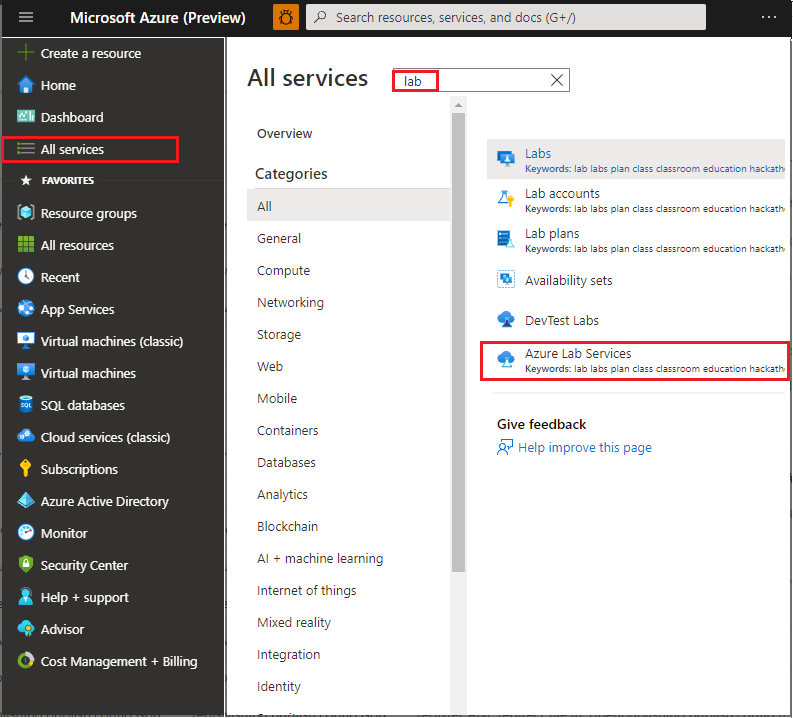 Microsoft Azure (Preview)
Search resources, services, and docs (G+/)
Create a resource
Home
Dashboard
All services
FAVORITES
Resource groups
All resources
Recent
App Services
Virtual machines (classic)
Virtual machines
SQL databases
Cloud services (classic)
Subscriptions
Azure Active Directory
Monitor
Security Center
Help + support
Advisor
Cost Management + Billing
All services
lab
Overview
Categories
All
General
Compute
Networking
Storage
Web
Mobile
Containers
Databases
Analytics
Blockchain
AI + machine learning
Internet of things
Mixed reality
Integration
Identity
Labs
Keywords: lab labs plan class classroom education hackath
Lab accounts
Keywords: lab labs plan class classroom education hackath
Lab plans
Keywords: lab labs plan class classroom education hackath
Availability sets
DevTest Labs
Azure Lab Services
Keywords: lab labs plan class classroom education hackath
Give feedback
Help improve this page